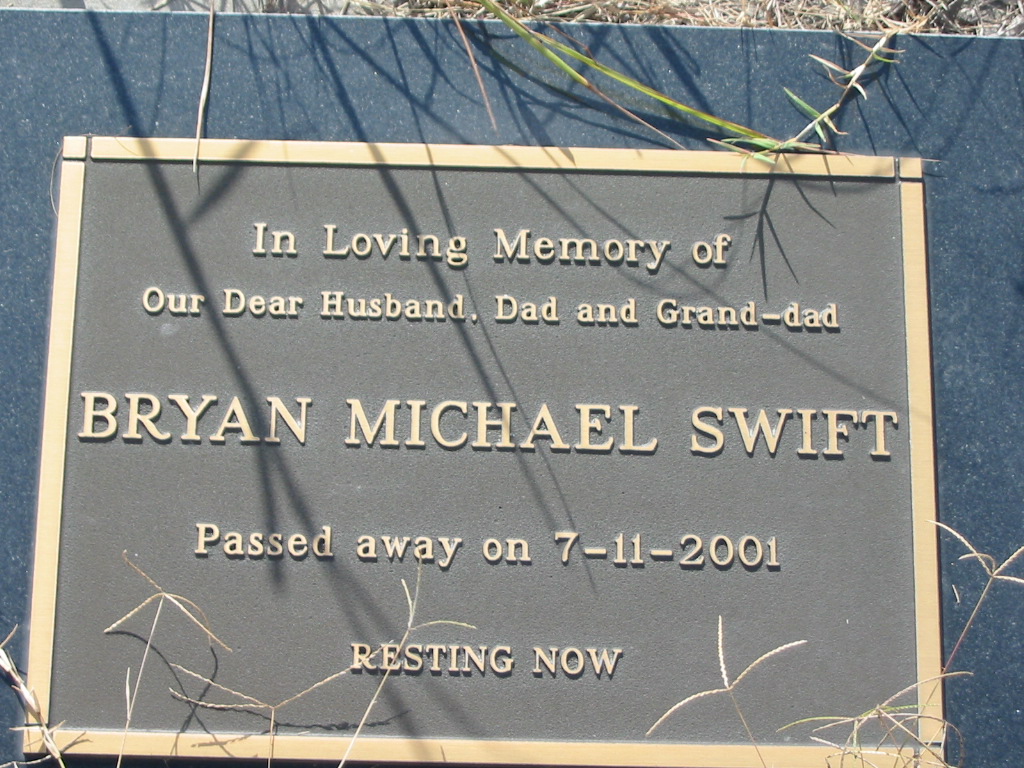 In Loving Memory of
Our Dear Husband, Dad and Grand-dad
BRYAN MICHAEL SWIFT
Passed away on 7-11-2001
RESTING NOW